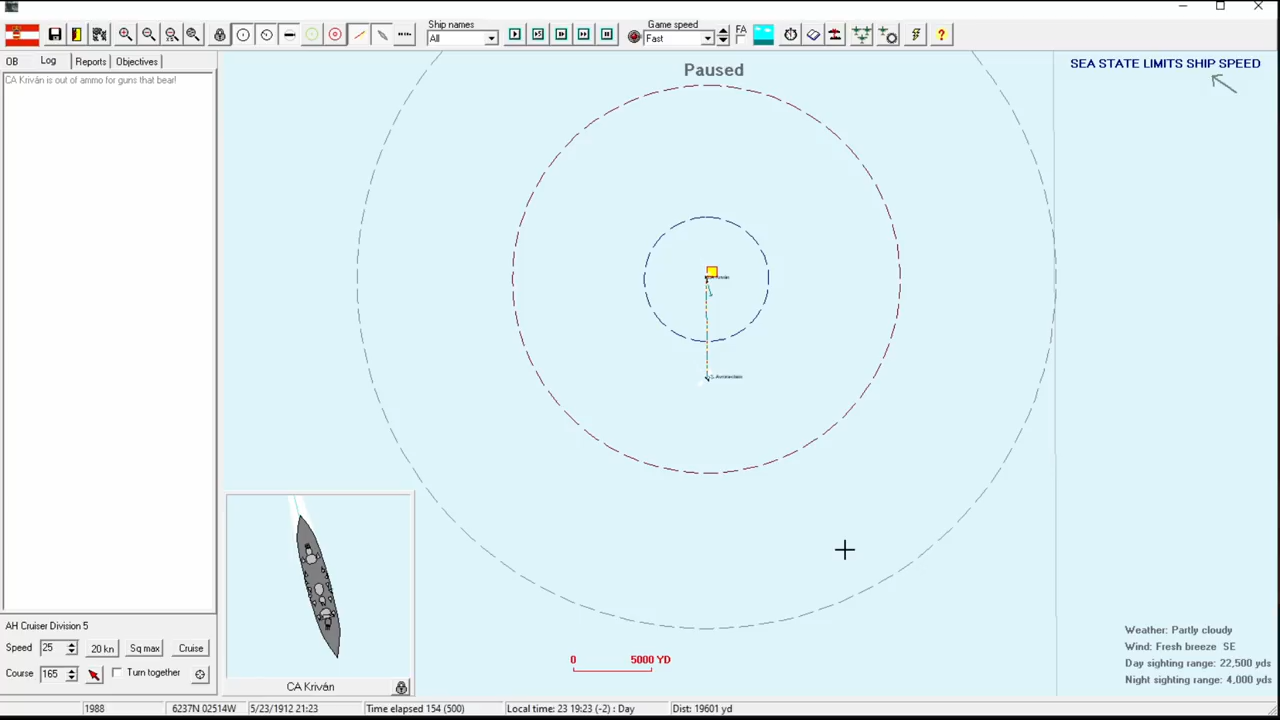 Ship names
All
Game speed
Fast
FA
OB
Log
Reports
Objectives
CA Kriván is out of ammo for guns that bear!
Paused
SEA STATE LIMITS SHIP SPEED
0
5000 YD
Weather: Partly cloudy
Wind: Fresh breeze SE
Day sighting range: 22,500 yds
Night sighting range: 4,000 yds
AH Cruiser Division 5
Speed
25
20 kn
Sq max
Cruise
Course
165
Turn together
CA Kriván
1988
6237N 02514W
5/23/1912 21:23
Time elapsed 154 (500)
Local time: 23 19:23 (-2) : Day
Dist: 19601 yd